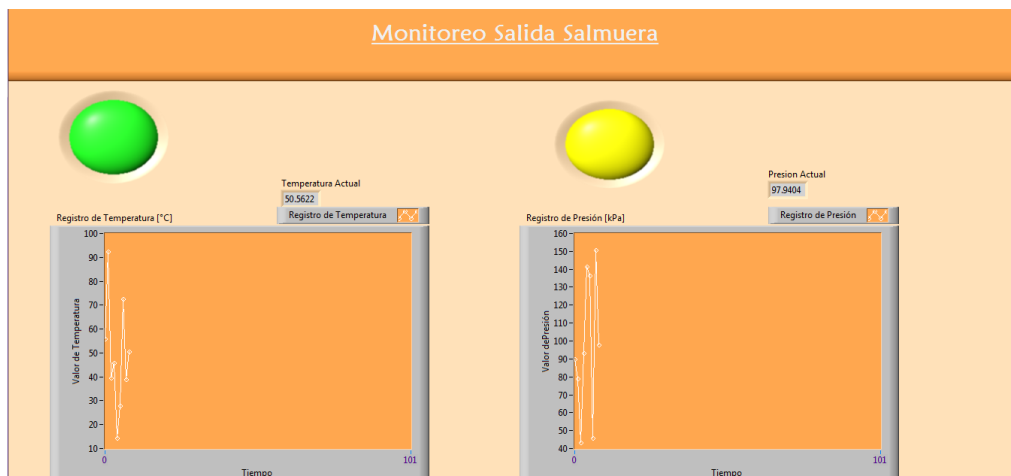 Monitoreo Salida Salmuera
Temperatura Actual
50.5622
Registro de Temperatura [°C]
Registro de Temperatura
100
90
80
70
60
50
40
30
20
10
Valor de Temperatura
0
101
Tiempo
Presion Actual
97.9404
Registro de Presión [kPa]
Registro de Presión
160
150
140
130
120
110
100
90
80
70
60
50
40
Valor dePresión
0
101
Tiempo